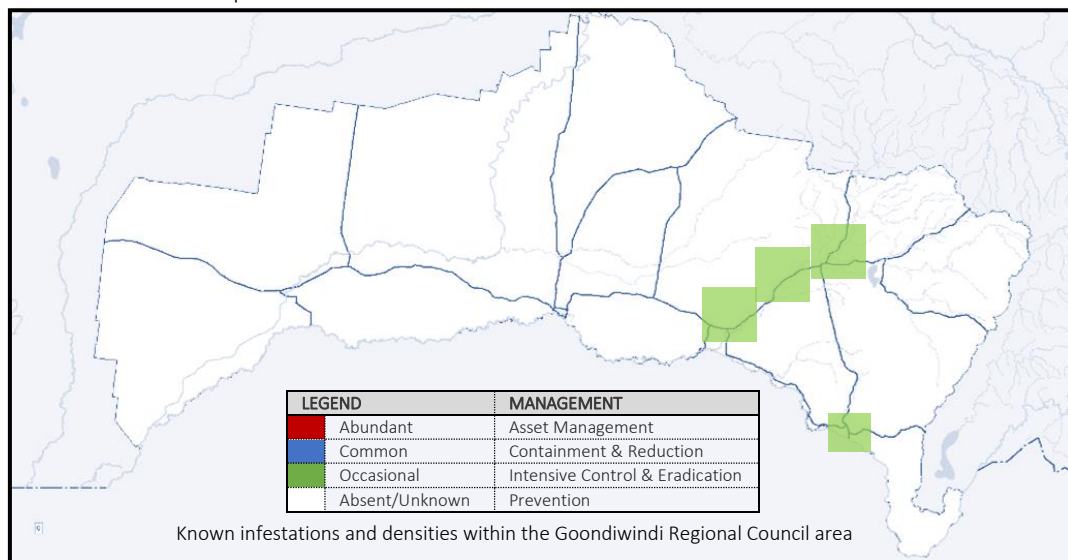 LEGEND MANAGEMENT
Abundant Asset Management
Common Containment & Reduction
Occasional Intensive Control & Eradication
Absent/Unknown Prevention
Known infestations and densities within the Goondiwindi Regional Council area